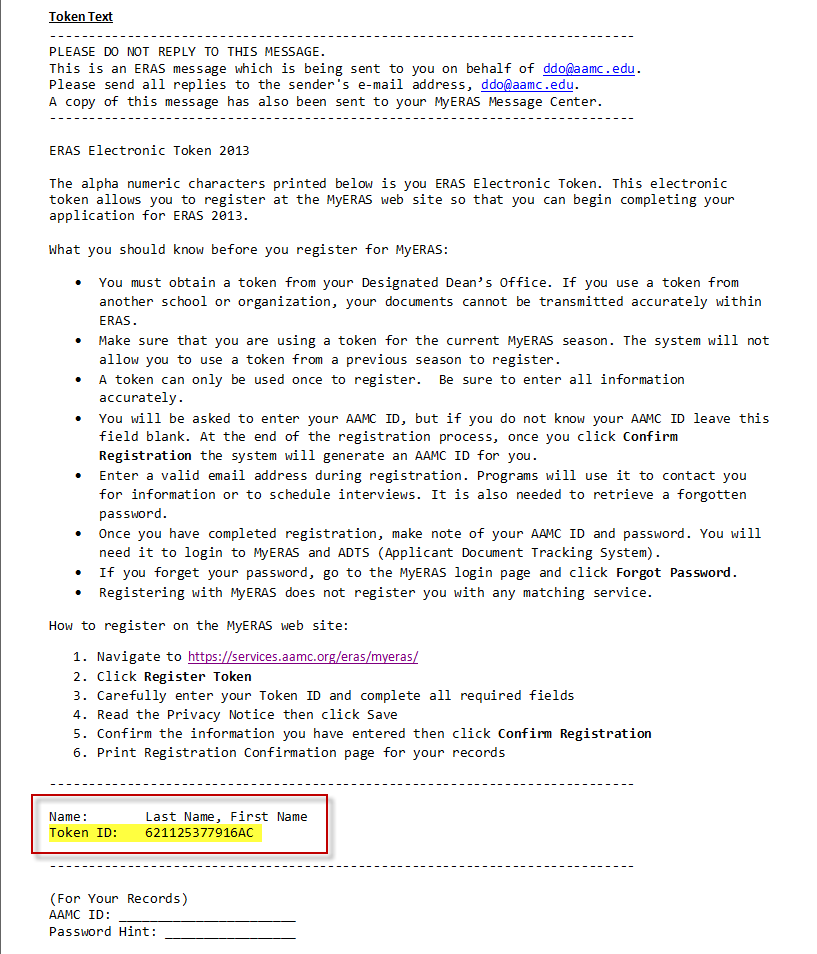 Token Text
----------------------------------------------------------------------------
PLEASE DO NOT REPLY TO THIS MESSAGE.
This is an ERAS message which is being sent to you on behalf of ddo@aamc.edu.
Please send all replies to the sender's e-mail address, ddo@aamc.edu.
A copy of this message has also been sent to your MyERAS Message Center.
----------------------------------------------------------------------------
ERAS Electronic Token 2013
The alpha numeric characters printed below is you ERAS Electronic Token. This electronic
token allows you to register at the MyERAS web site so that you can begin completing your
application for ERAS 2013.
What you should know before you register for MyERAS:
• You must obtain a token from your Designated Dean’s Office. If you use a token from
another school or organization, your documents cannot be transmitted accurately within
ERAS.
• Make sure that you are using a token for the current MyERAS season. The system will not
allow you to use a token from a previous season to register.
• A token can only be used once to register.  Be sure to enter all information
accurately.
• You will be asked to enter your AAMC ID, but if you do not know your AAMC ID leave this
field blank. At the end of the registration process, once you click Confirm
Registration the system will generate an AAMC ID for you.
• Enter a valid email address during registration. Programs will use it to contact you
for information or to schedule interviews. It is also needed to retrieve a forgotten
password.
• Once you have completed registration, make note of your AAMC ID and password. You will
need it to login to MyERAS and ADTS (Applicant Document Tracking System).
• If you forget your password, go to the MyERAS login page and click Forgot Password.
• Registering with MyERAS does not register you with any matching service.
How to register on the MyERAS web site:
1. Navigate to https://services.aamc.org/eras/myeras/
2. Click Register Token
3. Carefully enter your Token ID and complete all required fields
4. Read the Privacy Notice then click Save
5. Confirm the information you have entered then click Confirm Registration
6. Print Registration Confirmation page for your records
----------------------------------------------------------------------------
Name: Last Name, First Name
Token ID: 621125377916AC
----------------------------------------------------------------------------
(For Your Records)
AAMC ID: _______________________
Password Hint: _________________